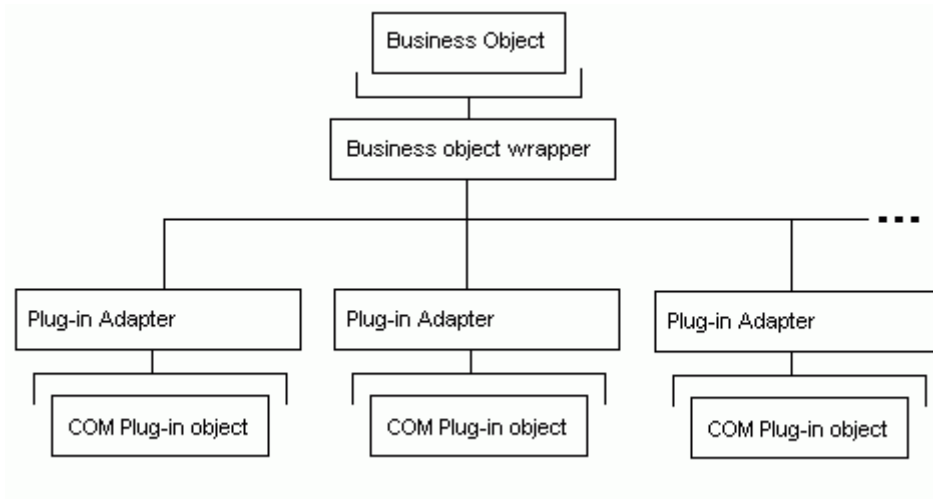 Business Object
Business object wrapper
...
Plug-in Adapter
Plug-in Adapter
Plug-in Adapter
COM Plug-in object
COM Plug-in object
COM Plug-in object